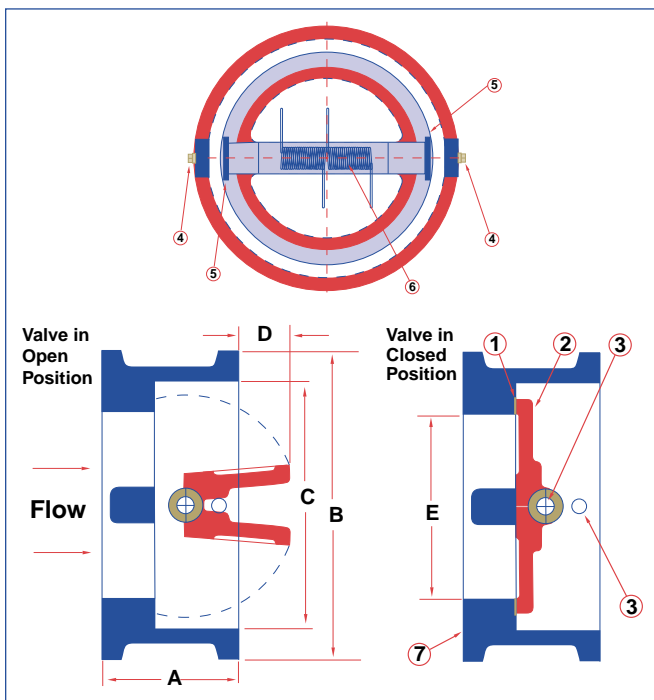 5
4
5
6
4
Valve in
Open
Position
D
Valve in
Closed
Position
1
2
3
Flow
C
B
E
3
7
A